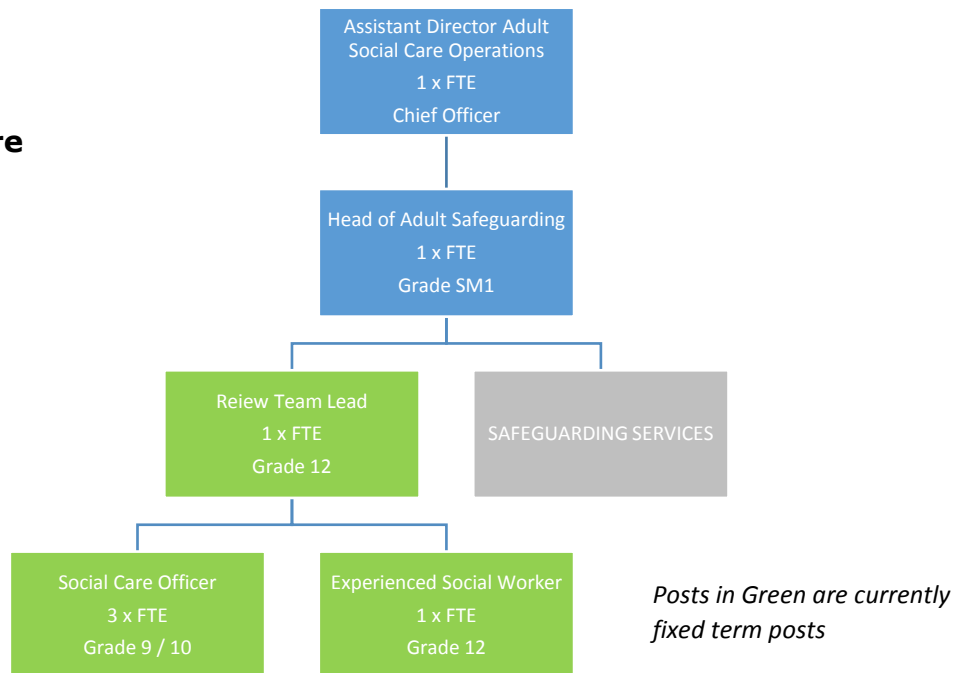 Assistant Director Adult
Social Care Operations
1 x FTE
Chief Officer
re
Head of Adult Safeguarding
1 x FTE
Grade SM1
Reiew Team Lead
1 x FTE
Grade 12
SAFEGUARDING SERVICES
Social Care Officer
3 x FTE
Grade 9 / 10
Experienced Social Worker
1 x FTE
Grade 12
Posts in Green are currently
fixed term posts